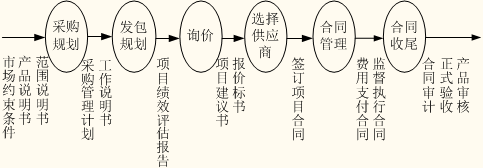 采购
规划
发包
规划
询价
选择
供应
商
合同
管理
合同
收尾
市场约束条件
产品说明书
范围说明书
采购管理计划
工作说明书
项目绩效评估报告
项目建议书
报价标书
签订项目合同
费用支付合同
监督执行合同
合同审计
正式验收
产品审核